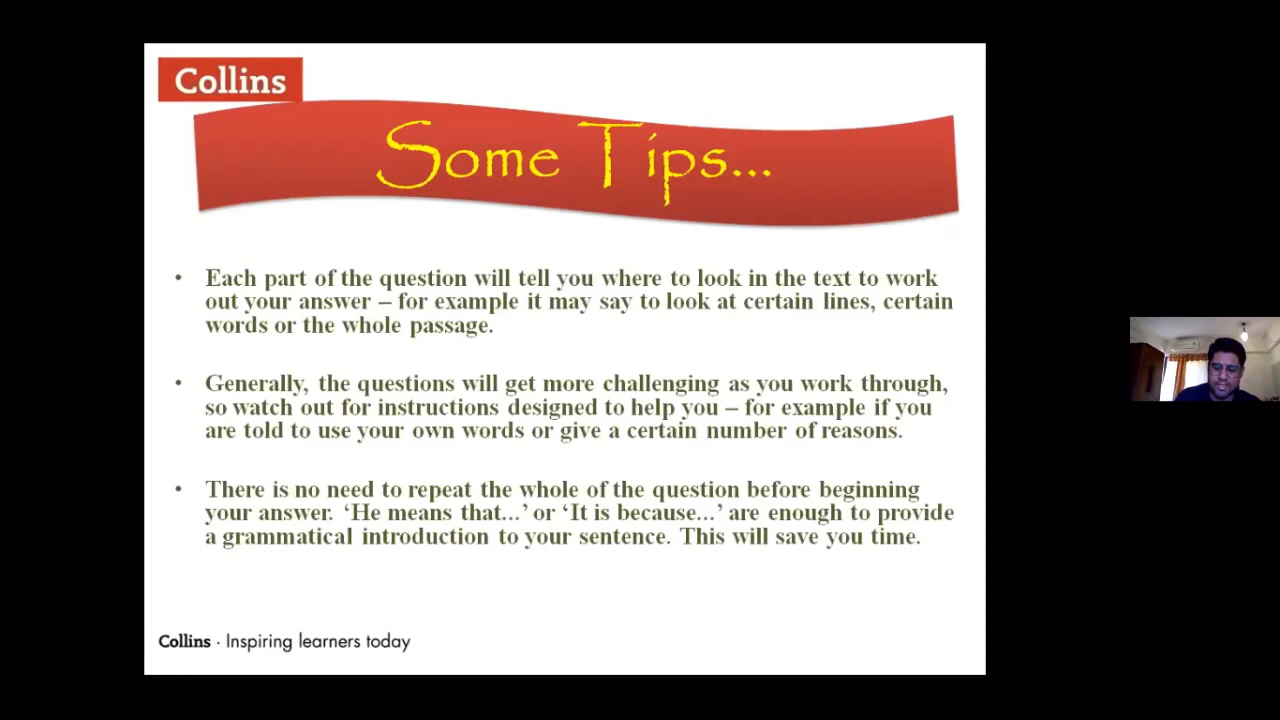 Collins
Some Tips...
• Each part of the question will tell you where to look in the text to work
out your answer – for example it may say to look at certain lines, certain
words or the whole passage.
• Generally, the questions will get more challenging as you work through,
so watch out for instructions designed to help you – for example if you
are told to use your own words or give a certain number of reasons.
• There is no need to repeat the whole of the question before beginning
your answer. ‘He means that...’ or ‘It is because...’ are enough to provide
a grammatical introduction to your sentence. This will save you time.
Collins · Inspiring learners today